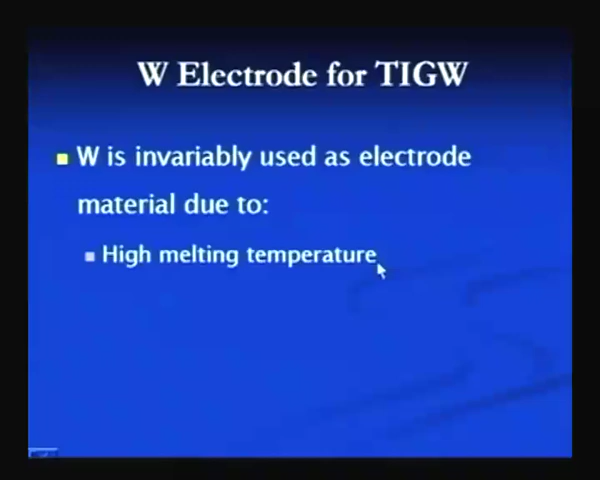 W Electrode for TIGW
W is invariably used as electrode
material due to:
High melting temperature